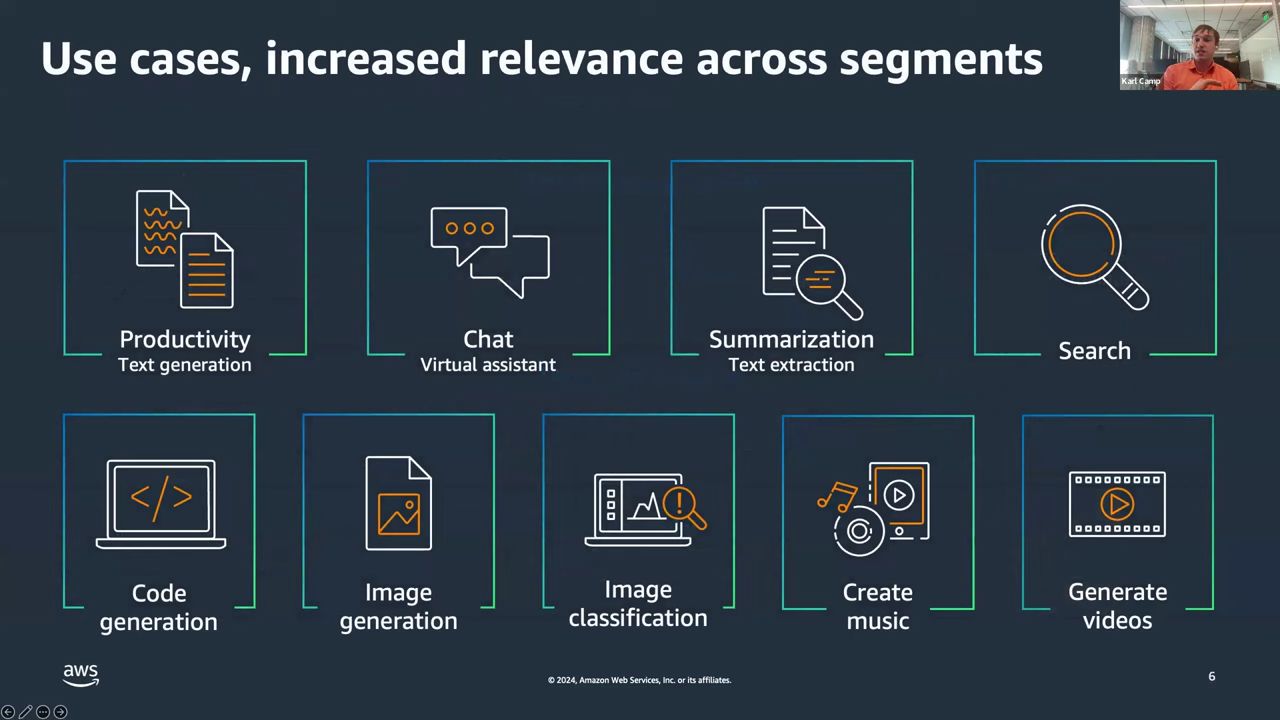 Use cases, increased relevance across segments
Karl Camp
Productivity
Text generation
Chat
Virtual assistant
Summarization
Text extraction
Search
</>
Code
generation
Image
generation
Image
classification
Create
music
Generate
videos
aws
© 2024, Amazon Web Services, Inc. or its affiliates.
6